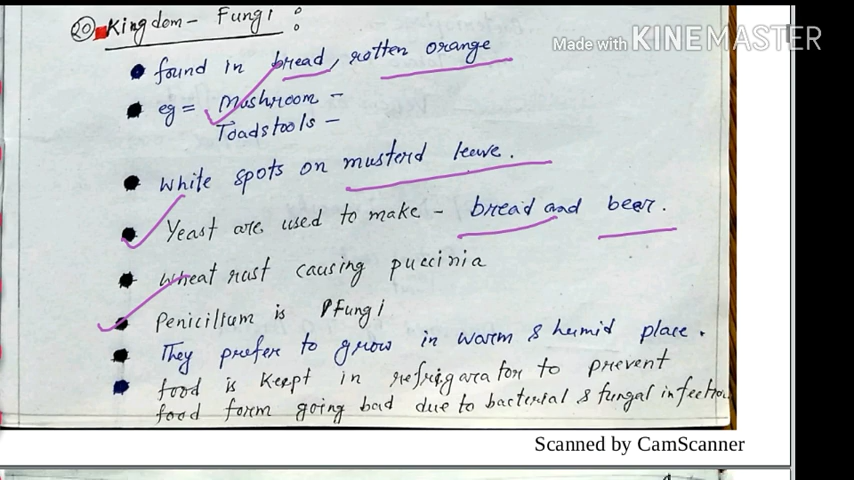 20 Kingdom - Fungi :
Made with KINEMASTER
found in bread, rotten orange
eg = Mushroom -
Toadstools -
White spots on musterd leave.
Yeast are used to make - bread and bear.
Wheat rust causing puccinia
Penicilium is Fungi
They prefer to grow in warm & humid place.
food is kept in refrigarator to prevent
food form going bad due to bacterial & fungal infection
Scanned by CamScanner